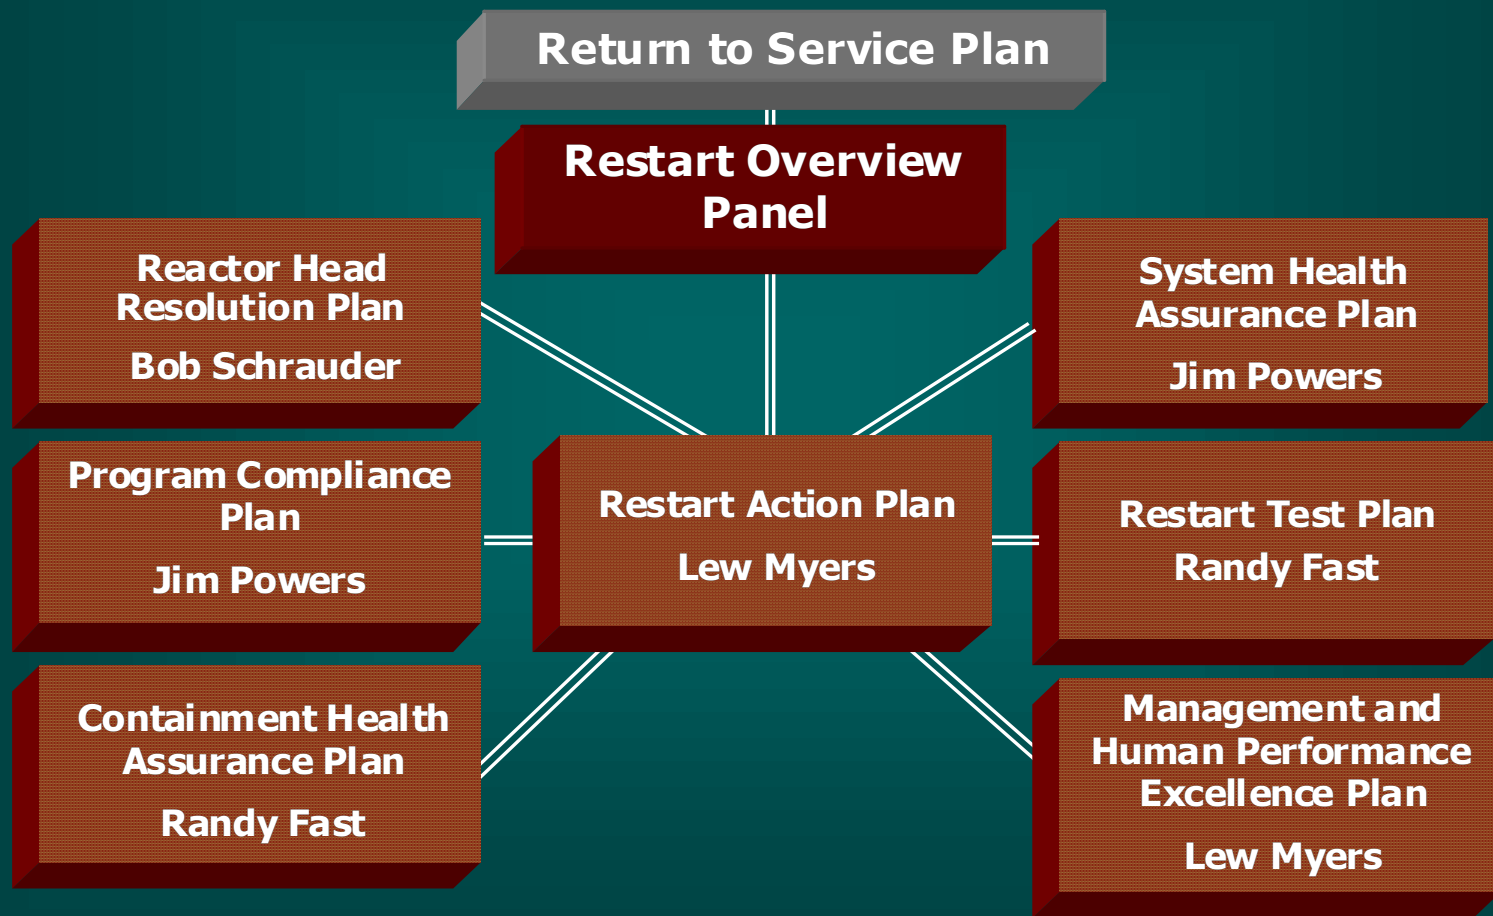 Return to Service Plan
Restart Overview
Panel
Reactor Head
Resolution Plan
Bob Schrauder
System Health
Assurance Plan
Jim Powers
Program Compliance
Plan
Jim Powers
Restart Action Plan
Lew Myers
Restart Test Plan
Randy Fast
Containment Health
Assurance Plan
Randy Fast
Management and
Human Performance
Excellence Plan
Lew Myers